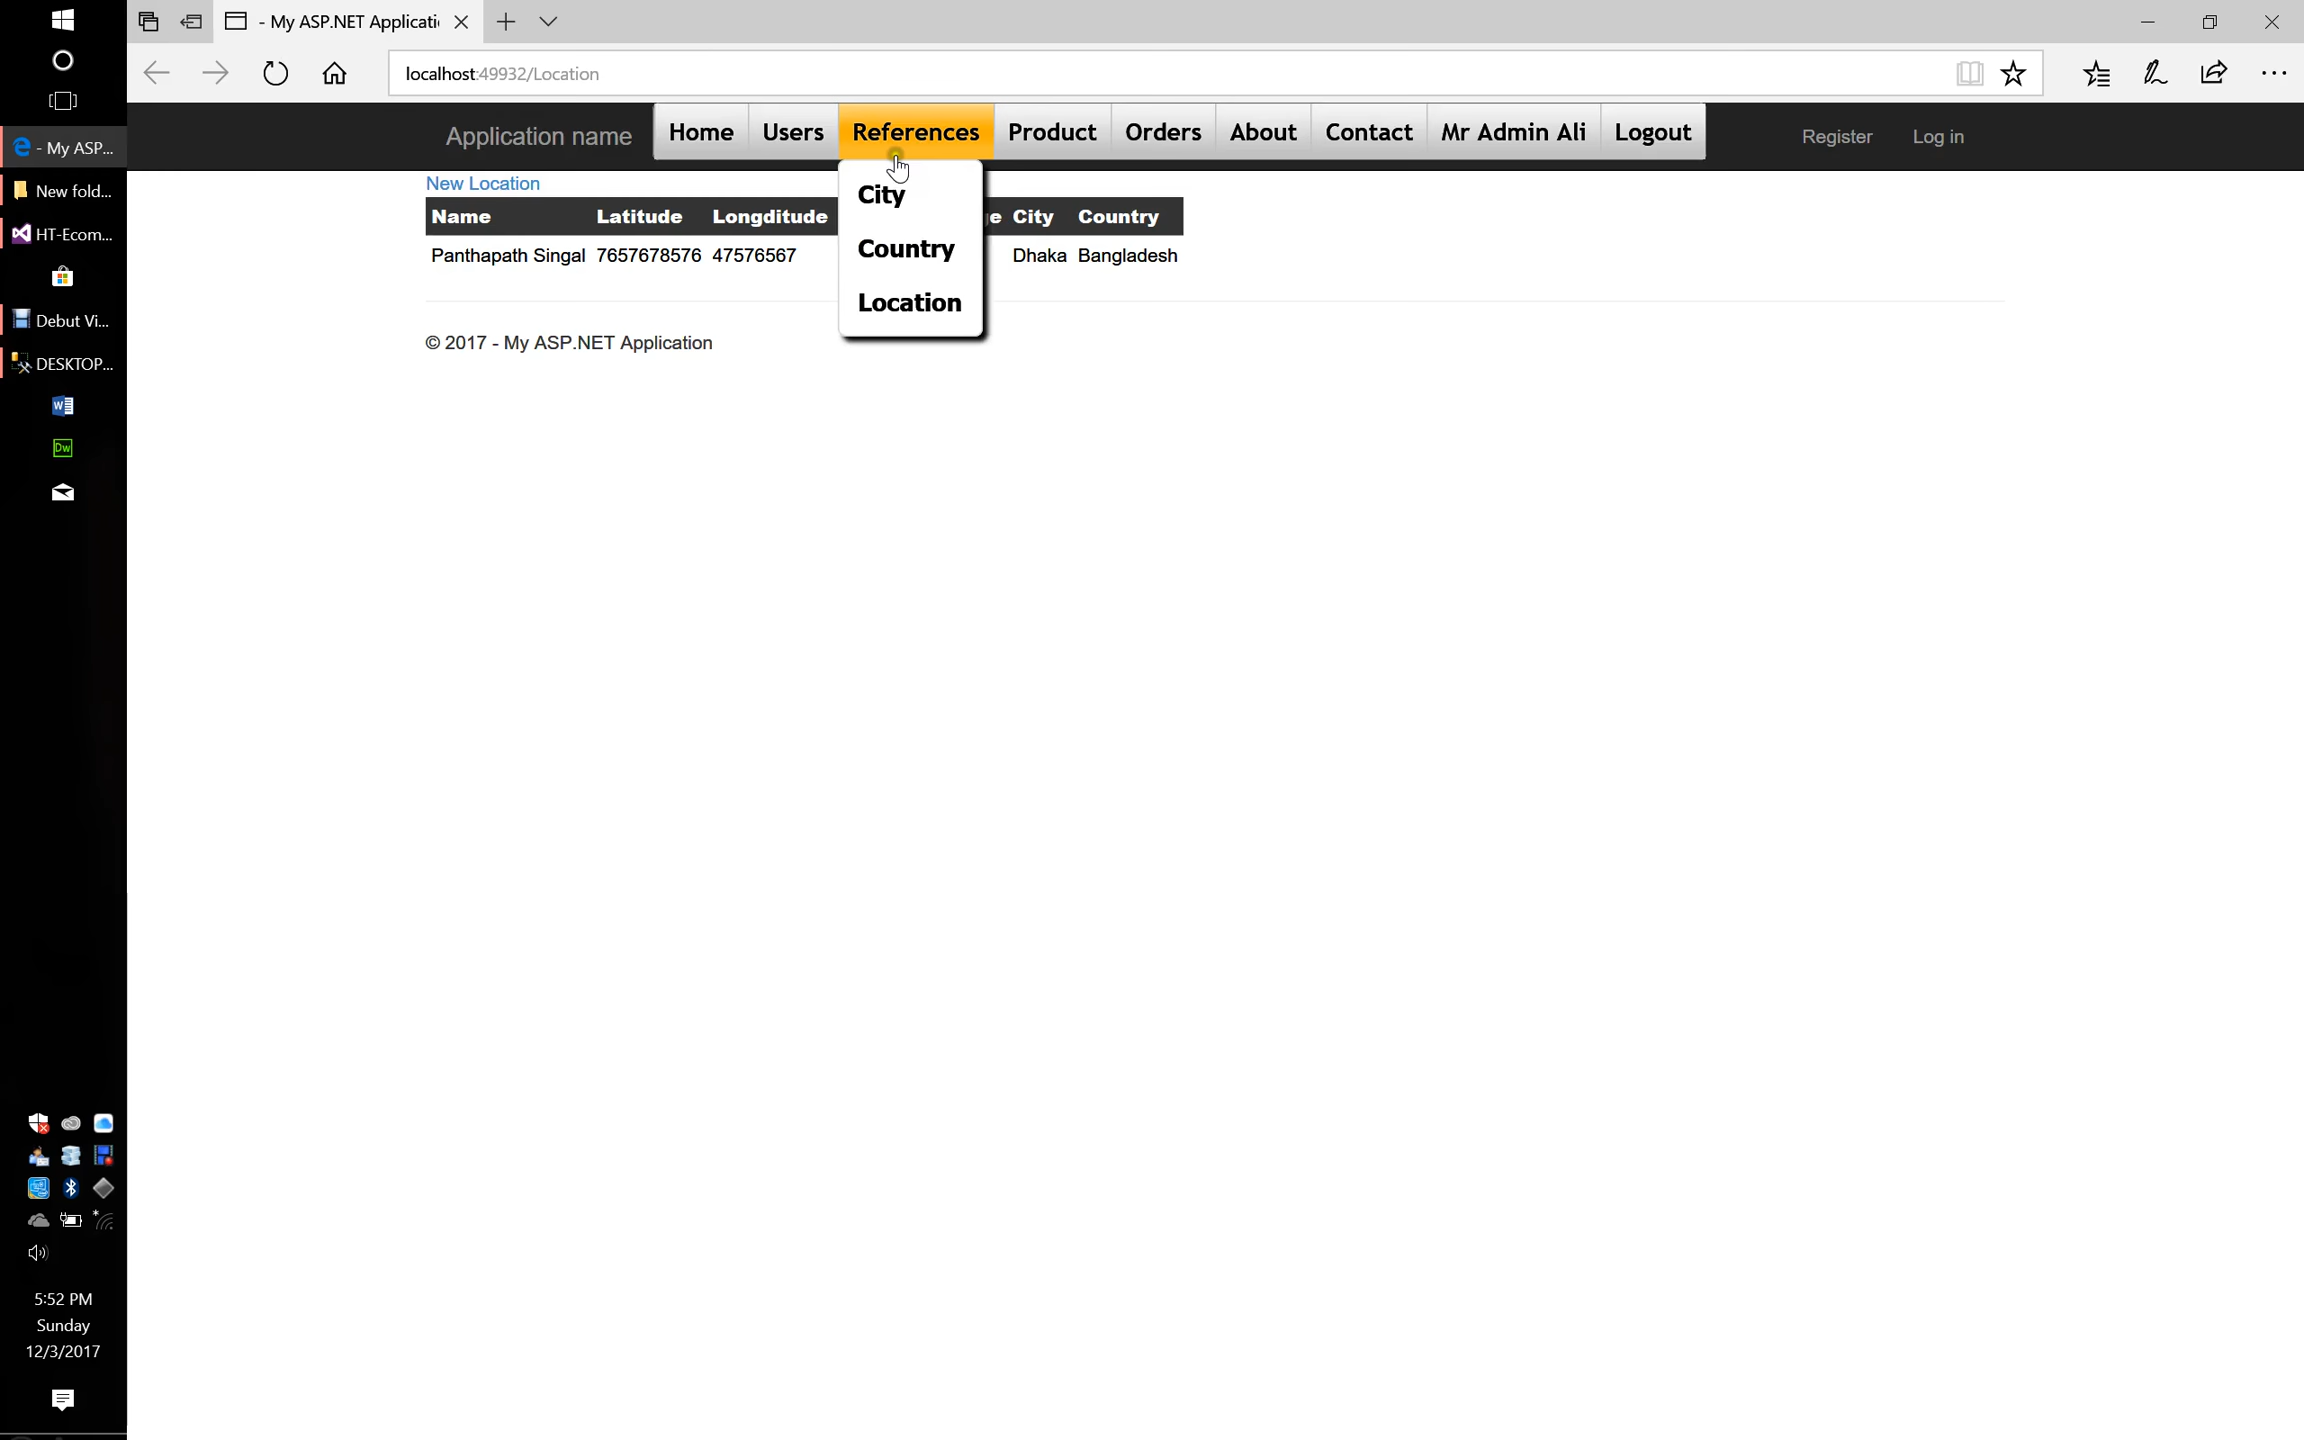 - My ASP.NET Applicati
localhost:49932/Location
Application name
Home Users References Product Orders About Contact Mr Admin Ali Logout
Register Log in
New Location
Name Latitude Longditude e City Country
Panthapath Singal 7657678576 47576567 Dhaka Bangladesh
City
Country
Location
© 2017 - My ASP.NET Application
- My ASP...
New fold...
HT-Ecom...
Debut Vi...
DESKTOP...
Dw
5:52 PM
Sunday
12/3/2017